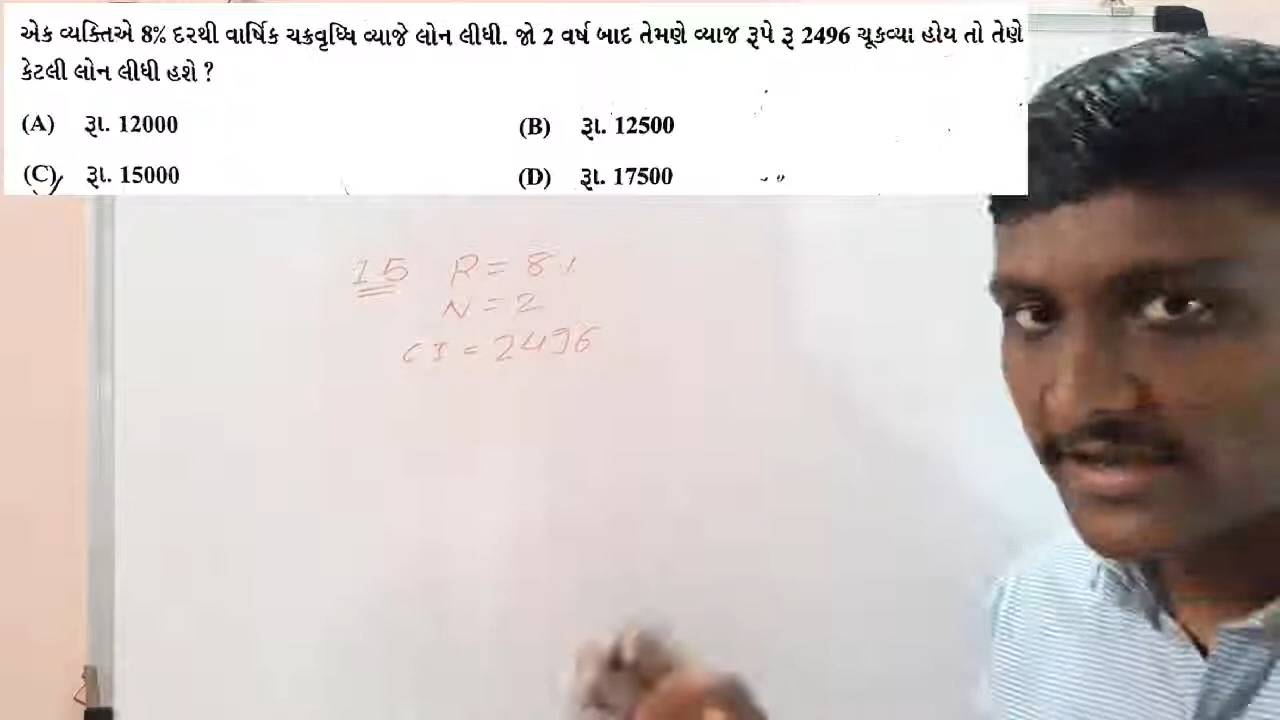 એક વ્યક્તિએ 8% દરથી વાર્ષિક ચક્રવૃધ્ધિ વ્યાજે લોન લીધી. જો 2 વર્ષ બાદ તેમણે વ્યાજ રૂપે રૂ 2496 ચૂકવ્યા હોય તો તેણે
કેટલી લોન લીધી હશે ?
(A) રૂા. 12000 (B) રૂા. 12500
(C) રૂા. 15000 (D) રૂા. 17500
15 R = 8%
N = 2
CI = 2496